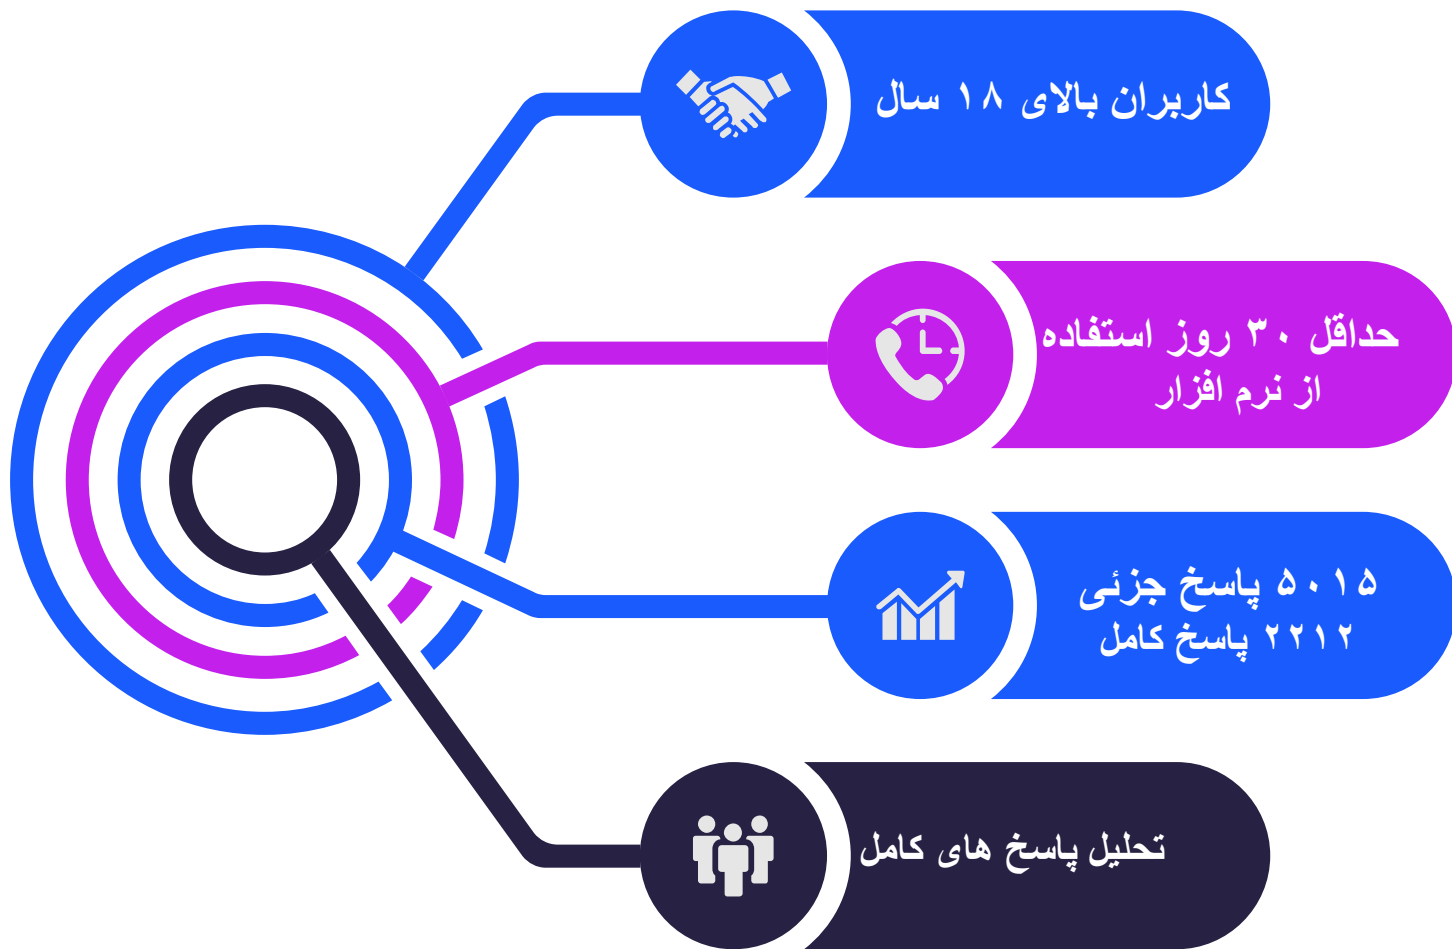 کاربران بالای ۱۸ سال
حداقل ۳۰ روز استفاده
از نرم افزار
۵۰۱۵ پاسخ جزئی
۲۲۱۲ پاسخ کامل
تحلیل پاسخ های کامل